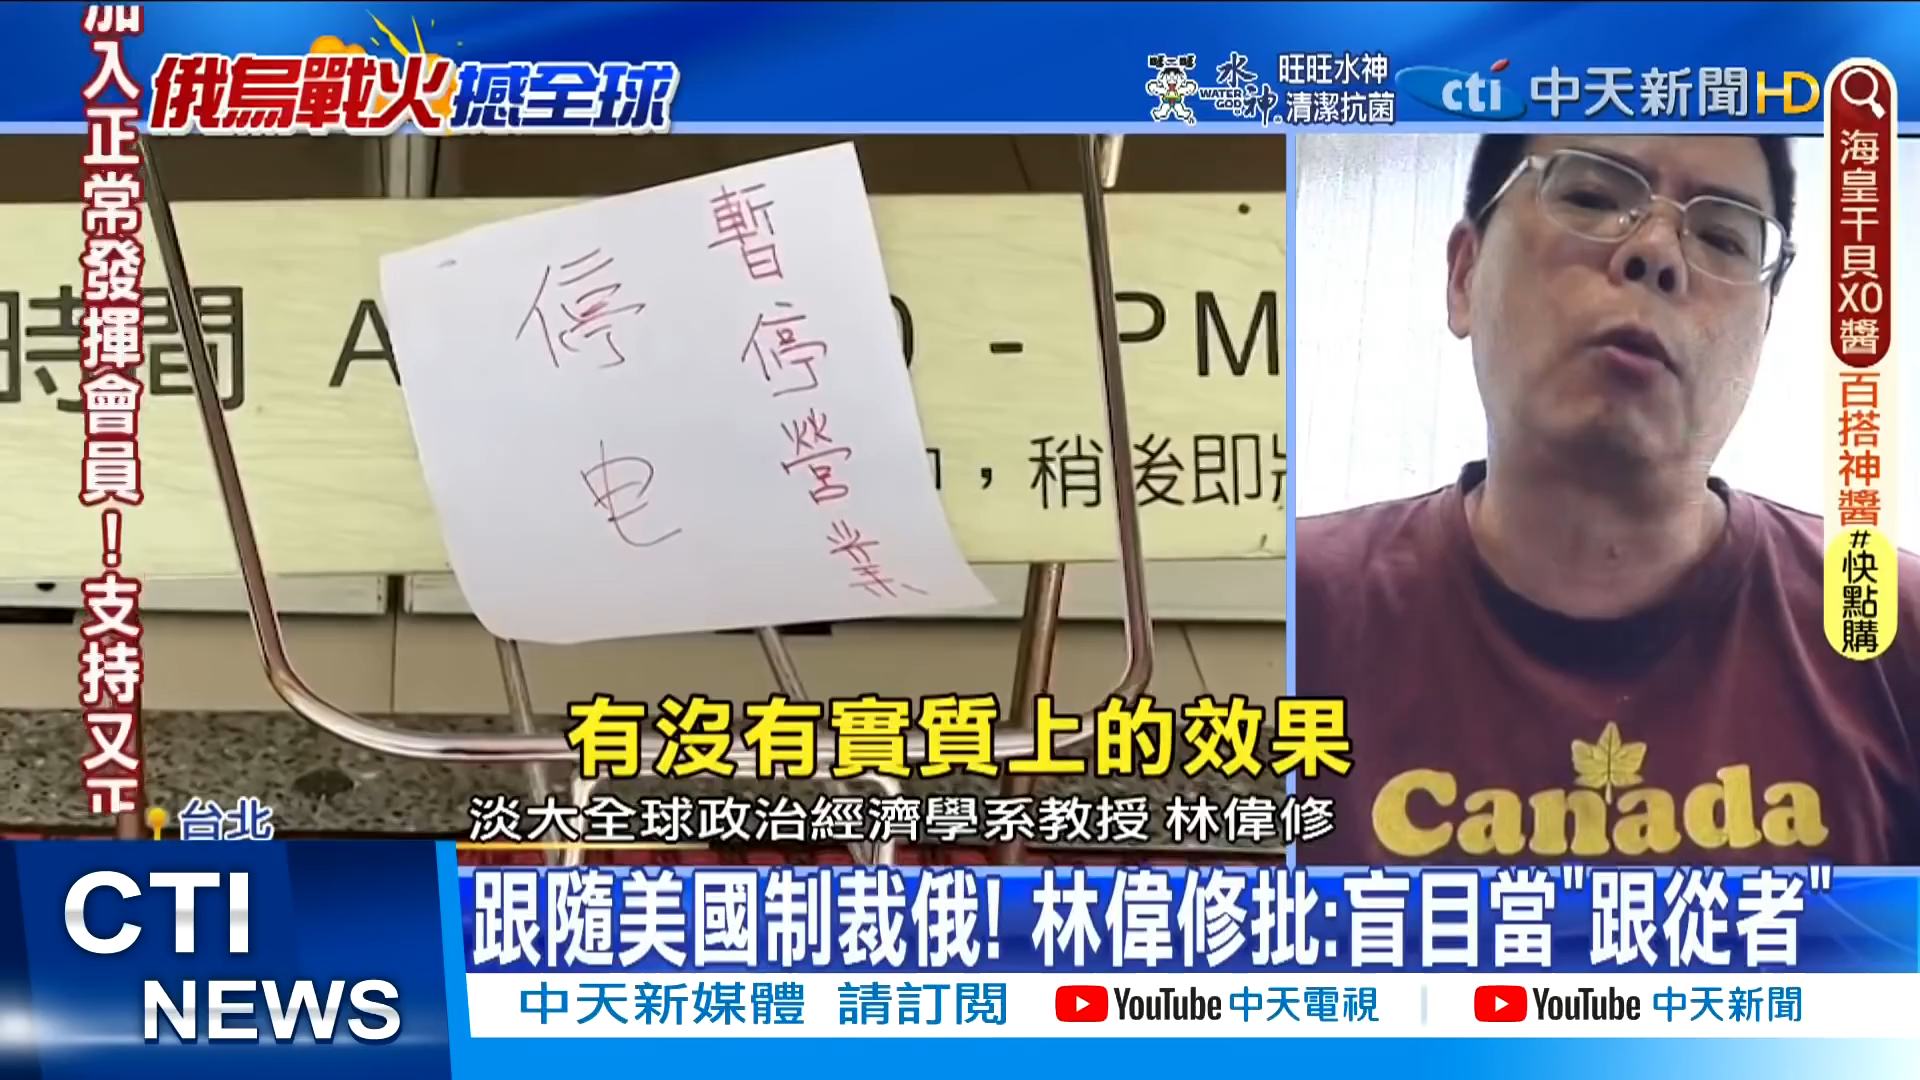 加入正常發揮會員！支持又正
俄烏戰火撼全球
旺旺水神
清潔抗菌
水神
WATER GOD
cti 中天新聞HD
海皇干貝XO醬
百搭神醬
#快點購
時間 A
- PM
，稍後即
暫停營業
停电
Canada
有沒有實質上的效果
台北
淡大全球政治經濟學系教授 林偉修
跟隨美國制裁俄! 林偉修批:盲目當"跟從者"
CTI
NEWS
中天新媒體 請訂閱 YouTube 中天電視 YouTube 中天新聞